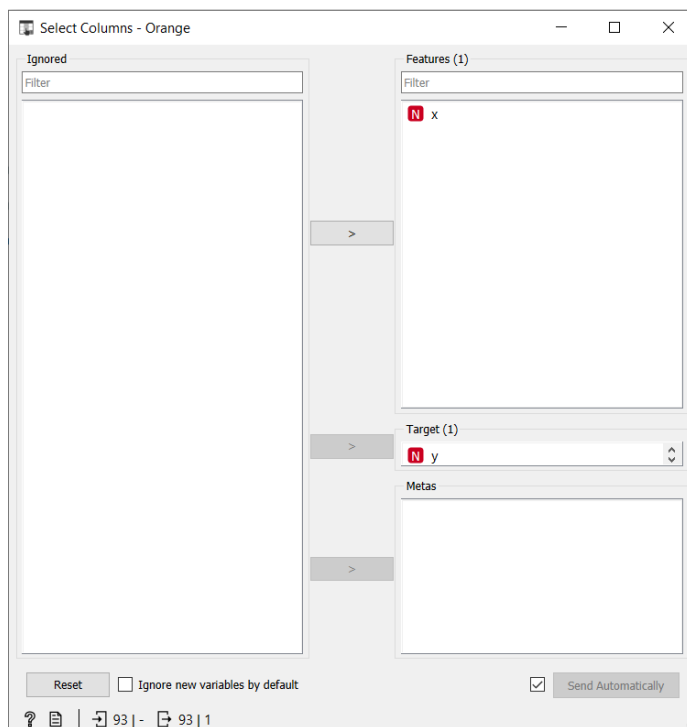 Select Columns - Orange
Ignored
Filter
Features (1)
Filter
N x
>
Target (1)
>
N y
Metas
>
Reset
Ignore new variables by default
Send Automatically
? 93 | - 93 | 1